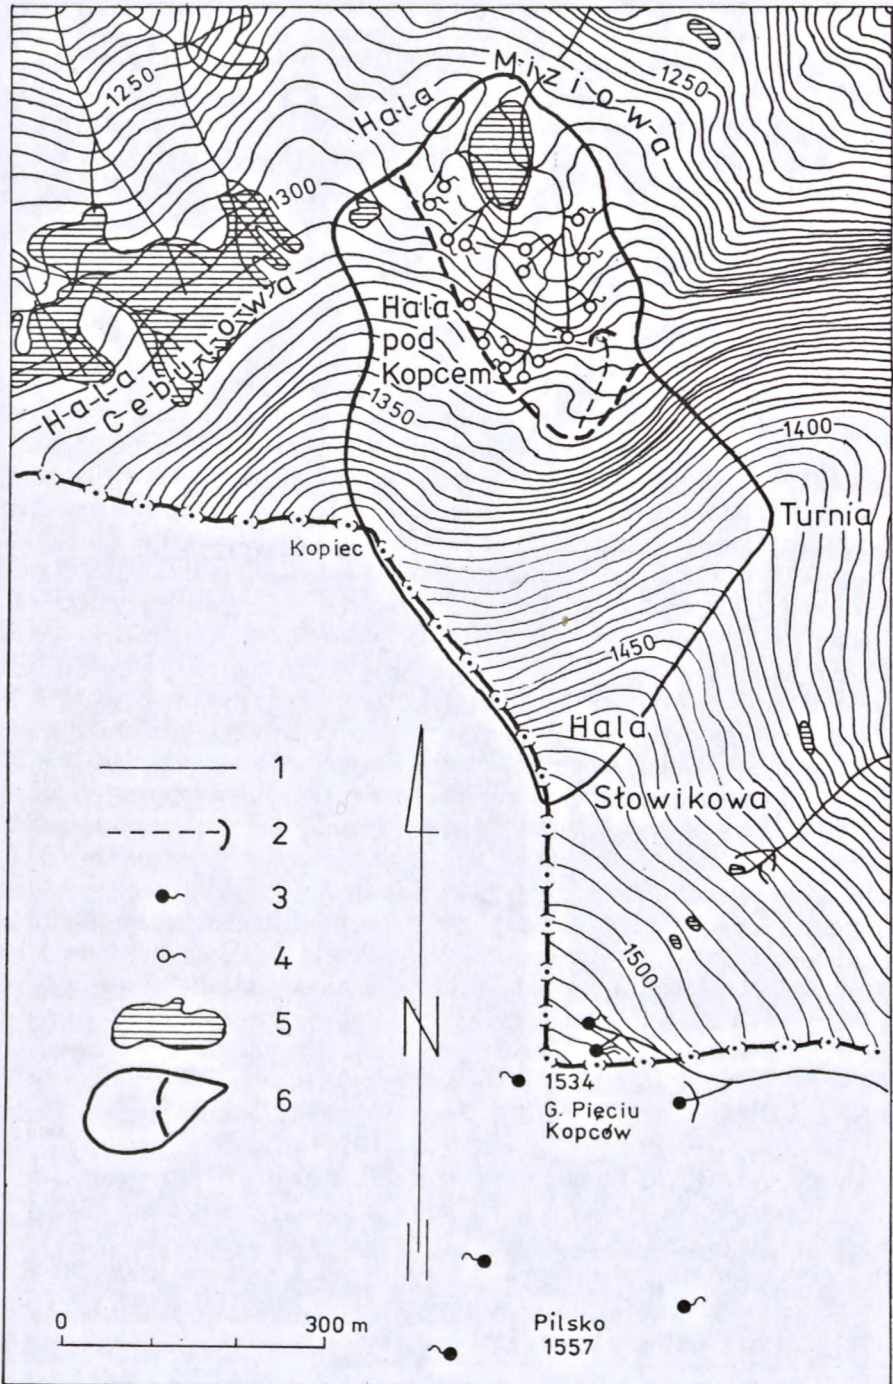 1250
H-a-l-a
M-i-z-i-o-w-a
1250
1300
H-a-l-a
C-e-b-u-l-o-w-a
Hala
pod
Kopcem
1350
1400
Turnia
Kopiec
1450
Hala
Słowikowa
1
2
3
4
5
6
N
1500
1534
G. Pięciu
Kopców
0 300 m
Pilsko
1557